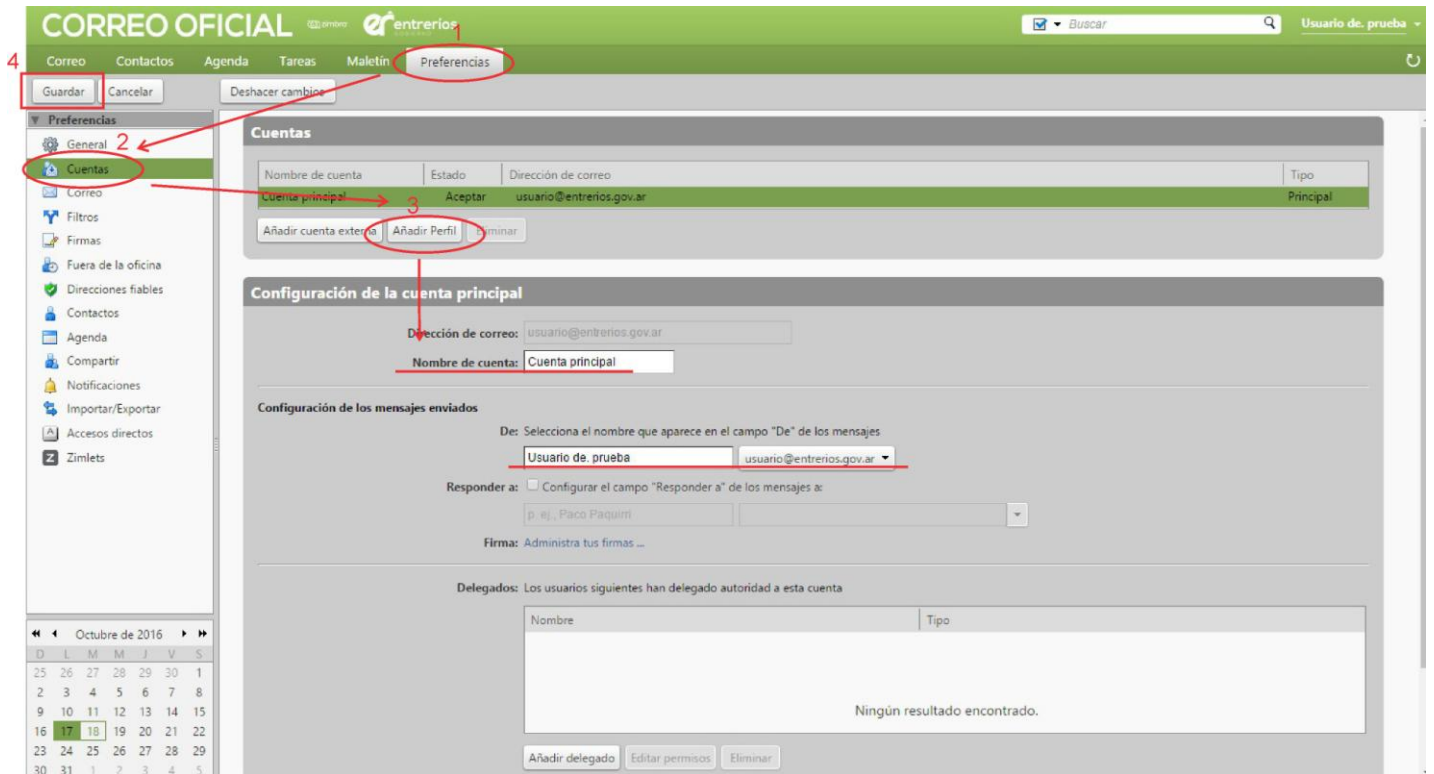 CORREO OFICIAL zimbra er entrerios
1
Buscar
Usuario de. prueba
4
Correo Contactos Agenda Tareas Maletín Preferencias
Guardar Cancelar Deshacer cambios
Preferencias
General 2
Cuentas
Correo
Filtros
Firmas
Fuera de la oficina
Direcciones fiables
Contactos
Agenda
Compartir
Notificaciones
Importar/Exportar
Accesos directos
Zimlets
Octubre de 2016
D L M M J V S
25 26 27 28 29 30 1
2 3 4 5 6 7 8
9 10 11 12 13 14 15
16 17 18 19 20 21 22
23 24 25 26 27 28 29
30 31 1 2 3 4 5
Cuentas
Nombre de cuenta Estado Dirección de correo Tipo
Cuenta principal Aceptar usuario@entrerios.gov.ar Principal
3
Añadir cuenta externa Añadir Perfil Eliminar
Configuración de la cuenta principal
Dirección de correo: usuario@entrerios.gov.ar
Nombre de cuenta: Cuenta principal
Configuración de los mensajes enviados
De: Selecciona el nombre que aparece en el campo "De" de los mensajes
Usuario de. prueba usuario@entrerios.gov.ar
Responder a: Configurar el campo "Responder a" de los mensajes a:
p. ej., Paco Paquirri
Firma: Administra tus firmas ...
Delegados: Los usuarios siguientes han delegado autoridad a esta cuenta
Nombre Tipo
Ningún resultado encontrado.
Añadir delegado Editar permisos Eliminar